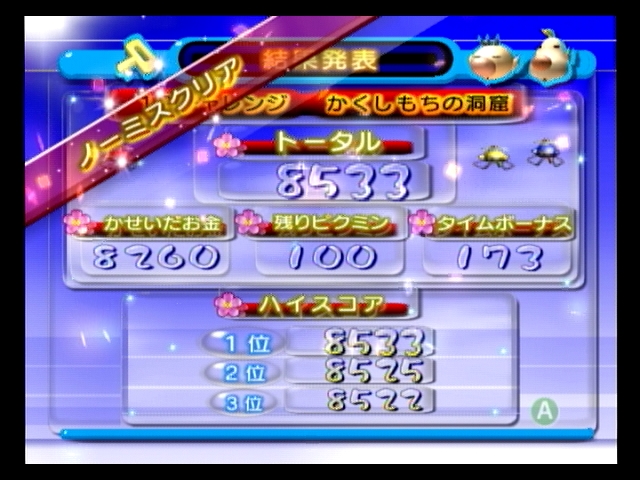 結果発表
ノーミスクリア
チャレンジ かくしもちの洞窟
トータル
8533
かせいだお金 残りピクミン タイムボーナス
8260 100 173
ハイスコア
1位 8533
2位 8525
3位 8522
A